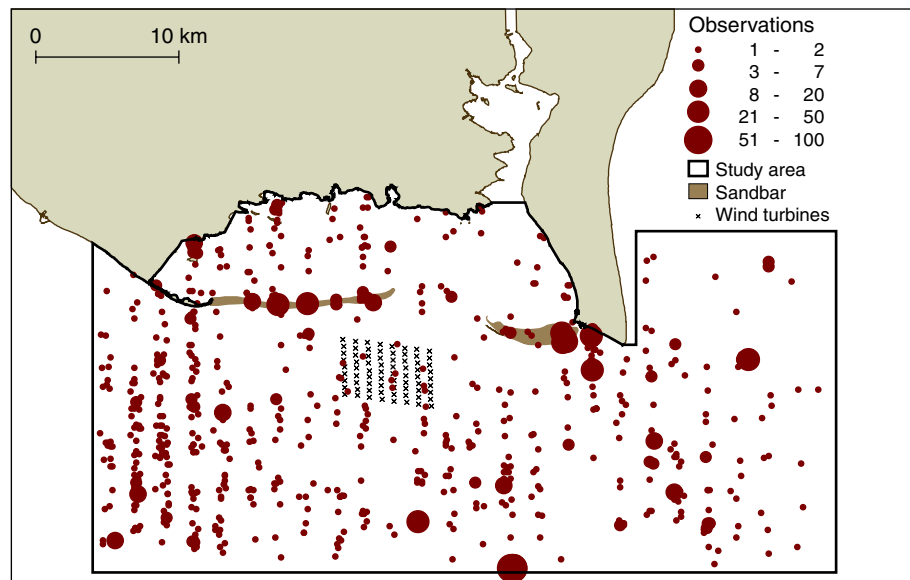 0 10 km
Observations
1 - 2
3 - 7
8 - 20
21 - 50
51 - 100
Study area
Sandbar
Wind turbines